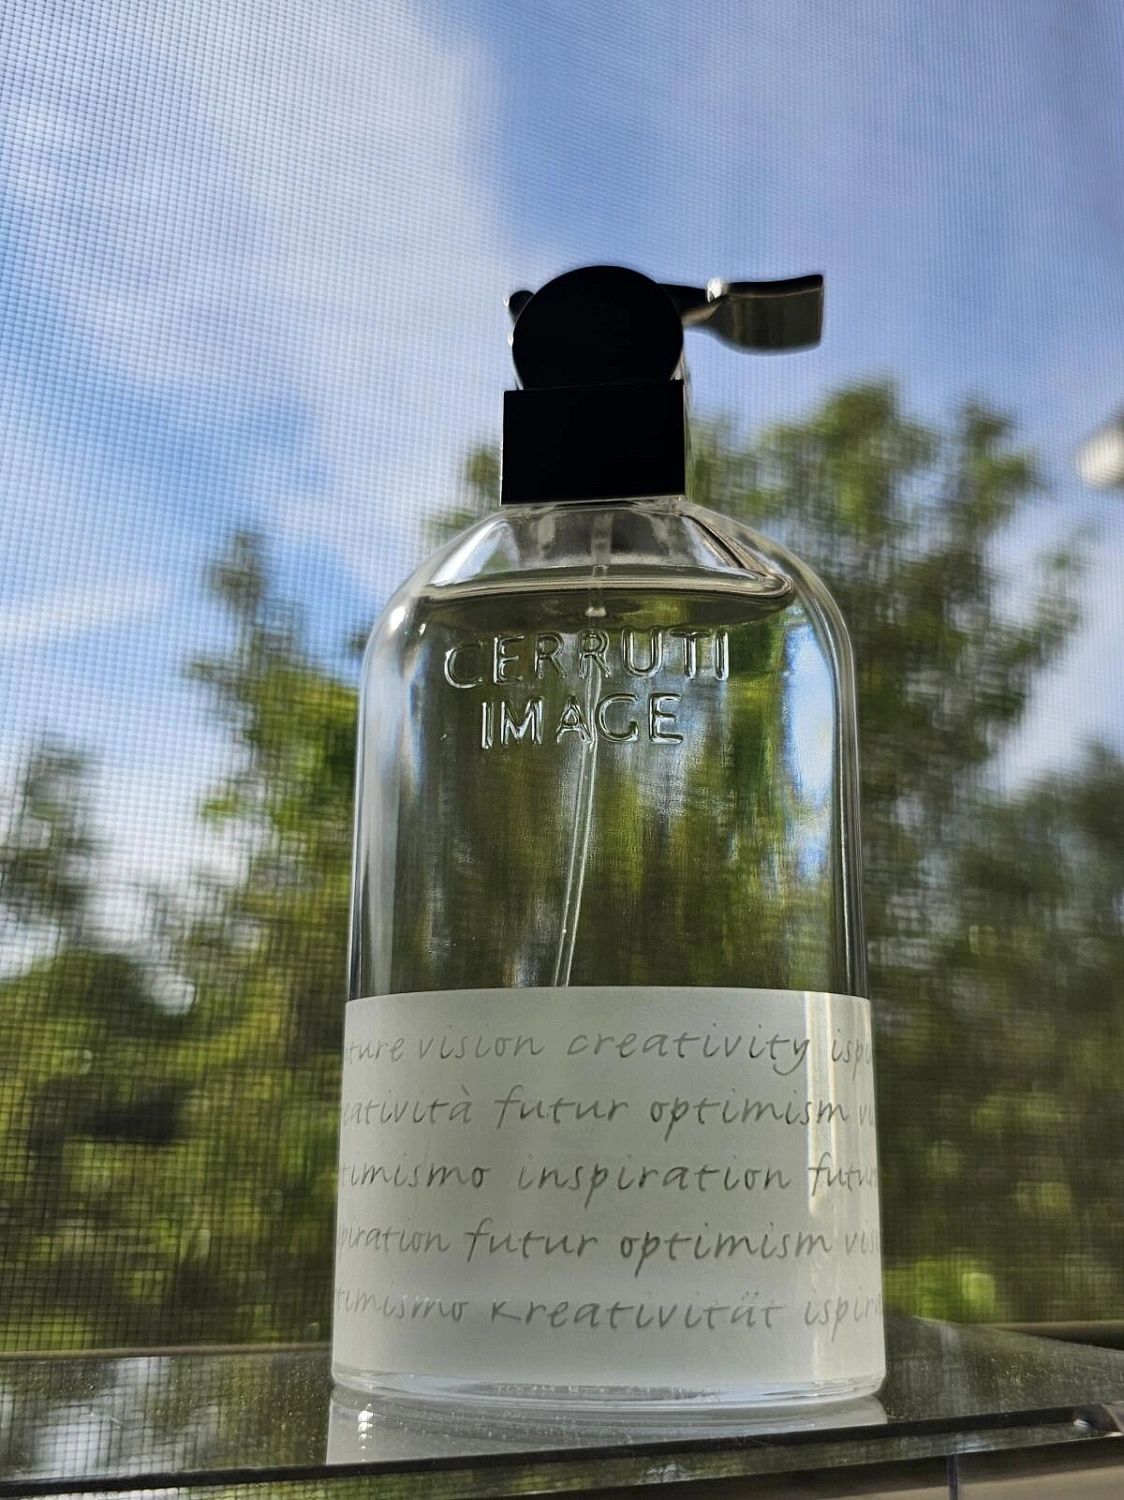 CERRUTI
IMAGE
vision creativity
futur optimism
inspiration
futur optimism
Kreativität